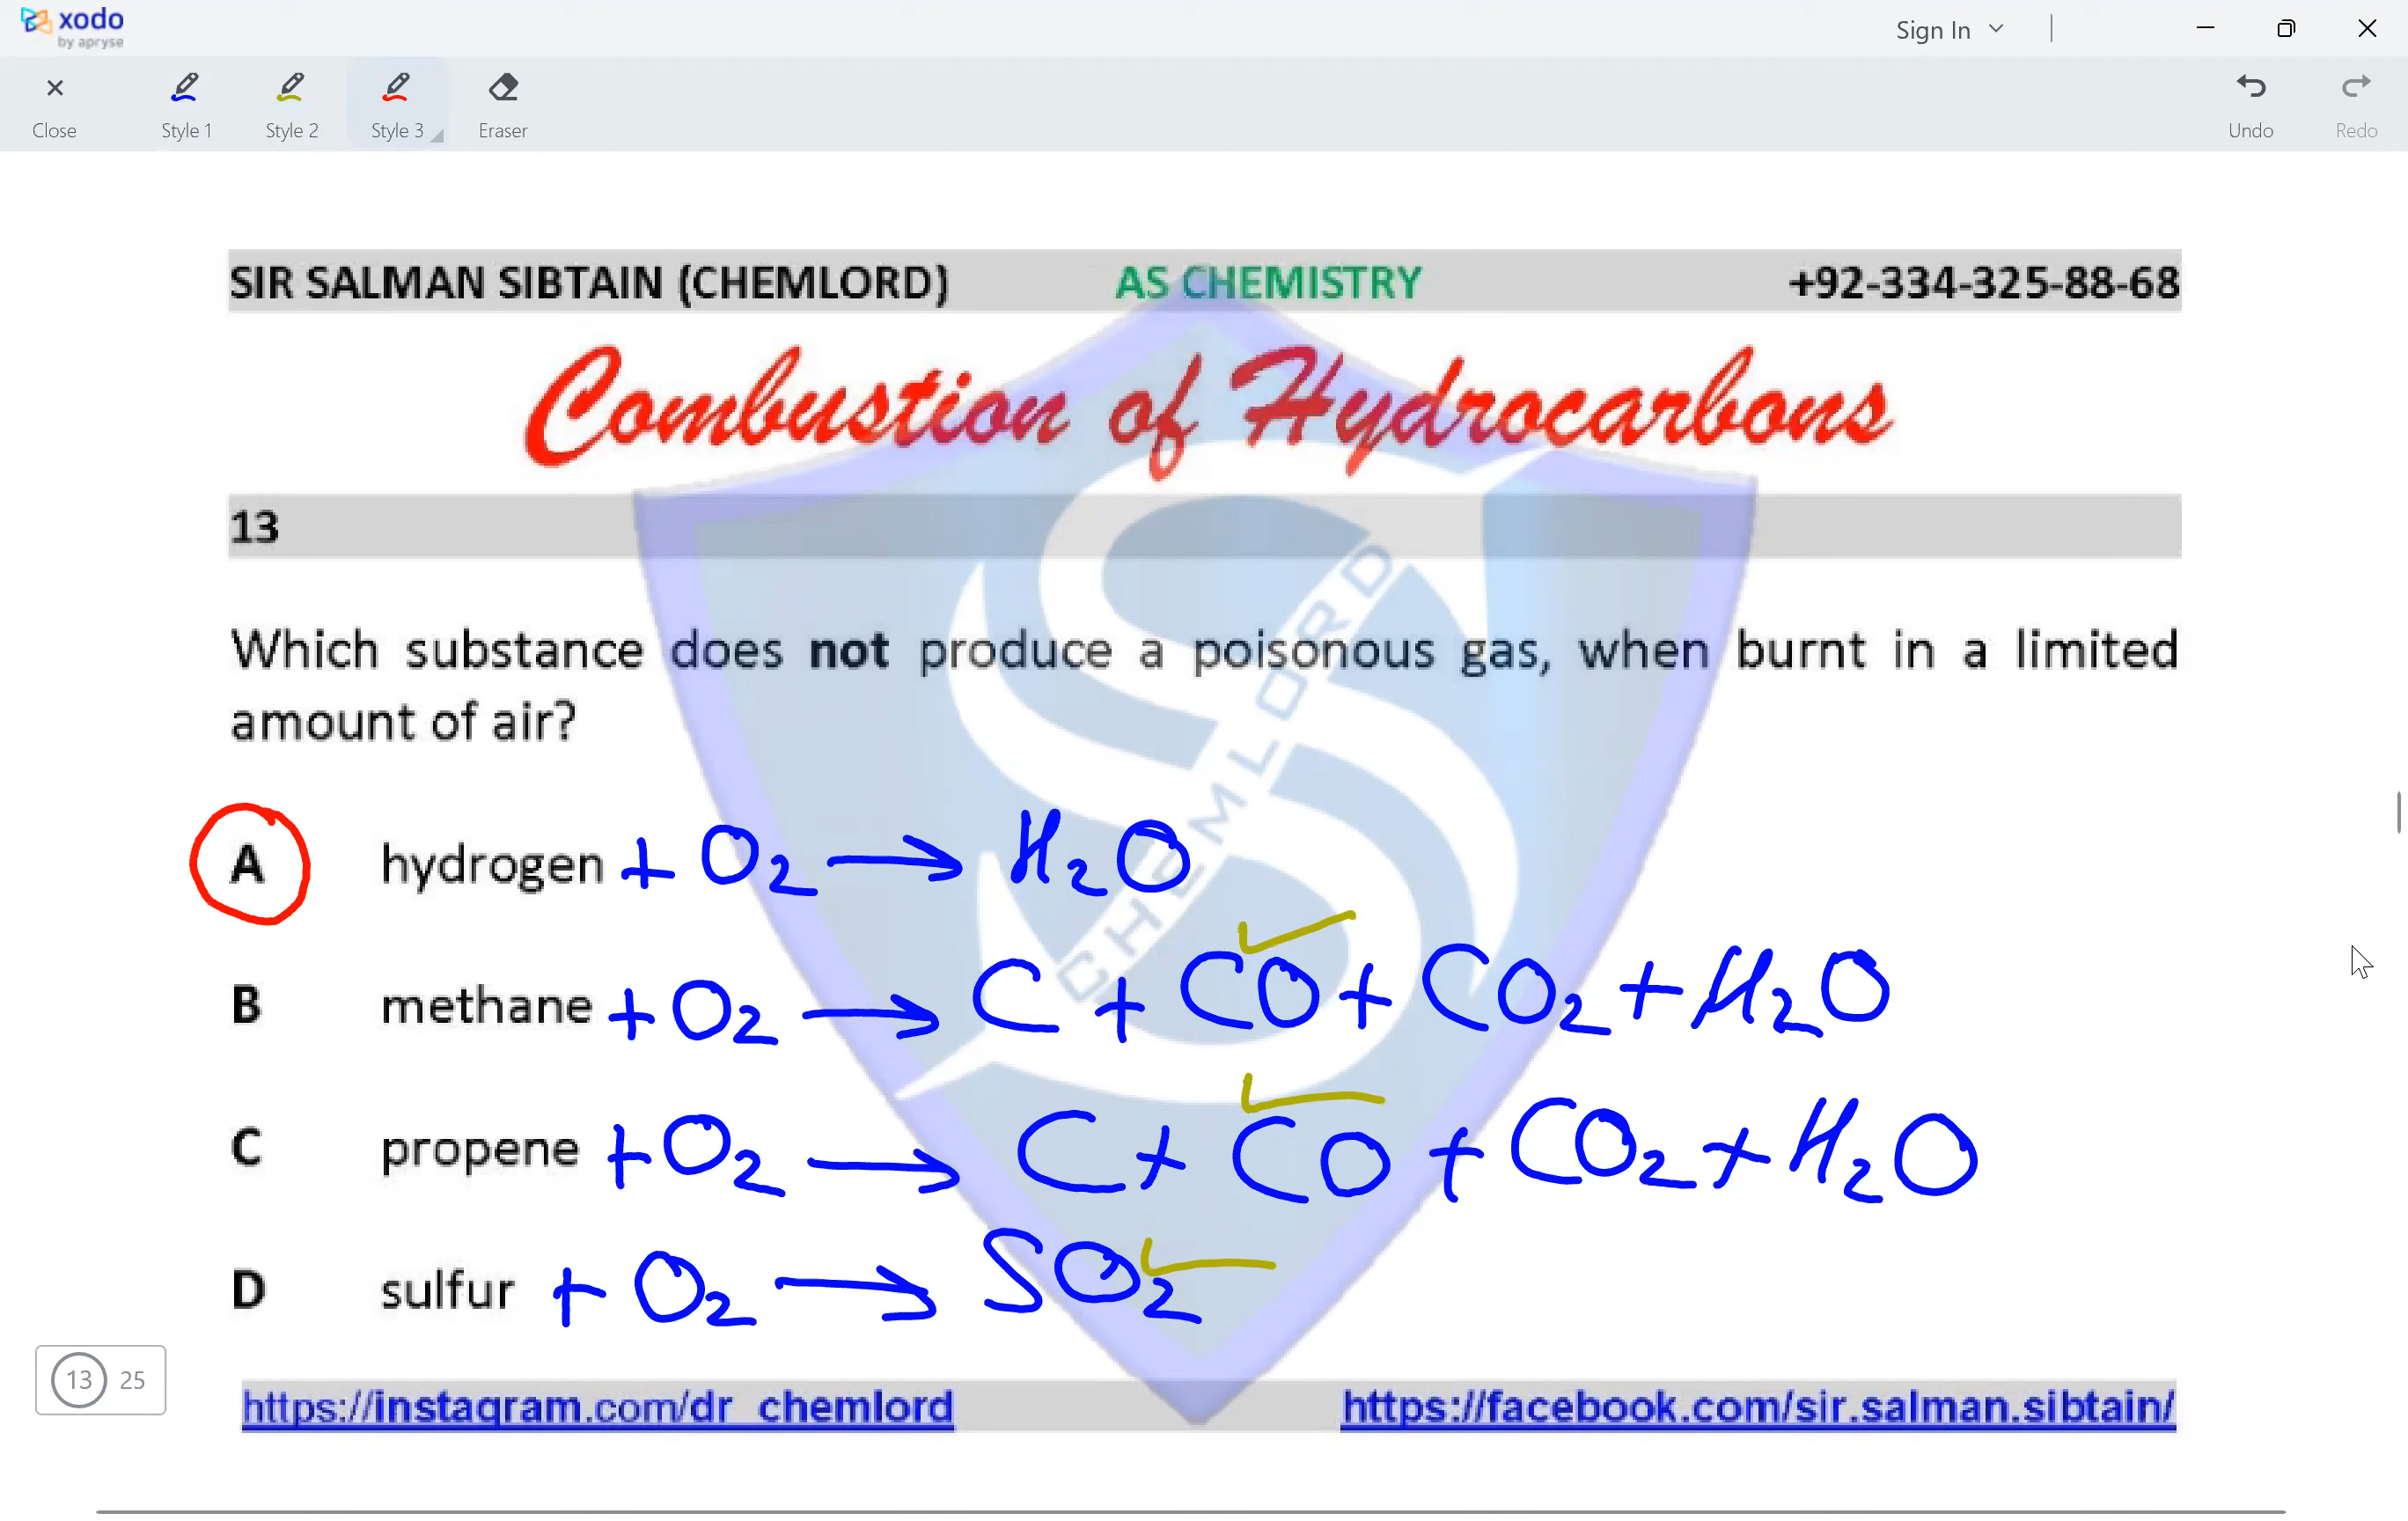 xodo
by apryse
Sign In
Close
Style 1
Style 2
Style 3
Eraser
Undo
Redo
SIR SALMAN SIBTAIN (CHEMLORD) AS CHEMISTRY +92-334-325-88-68
Combustion of Hydrocarbons
13
Which substance does not produce a poisonous gas, when burnt in a limited
amount of air?
A hydrogen + O2 → H2O
B methane + O2 → C + CO + CO2 + H2O
C propene + O2 → C + CO + CO2 + H2O
D sulfur + O2 → SO2
CHEMLORD
13 25
https://instagram.com/dr_chemlord https://facebook.com/sir.salman.sibtain/